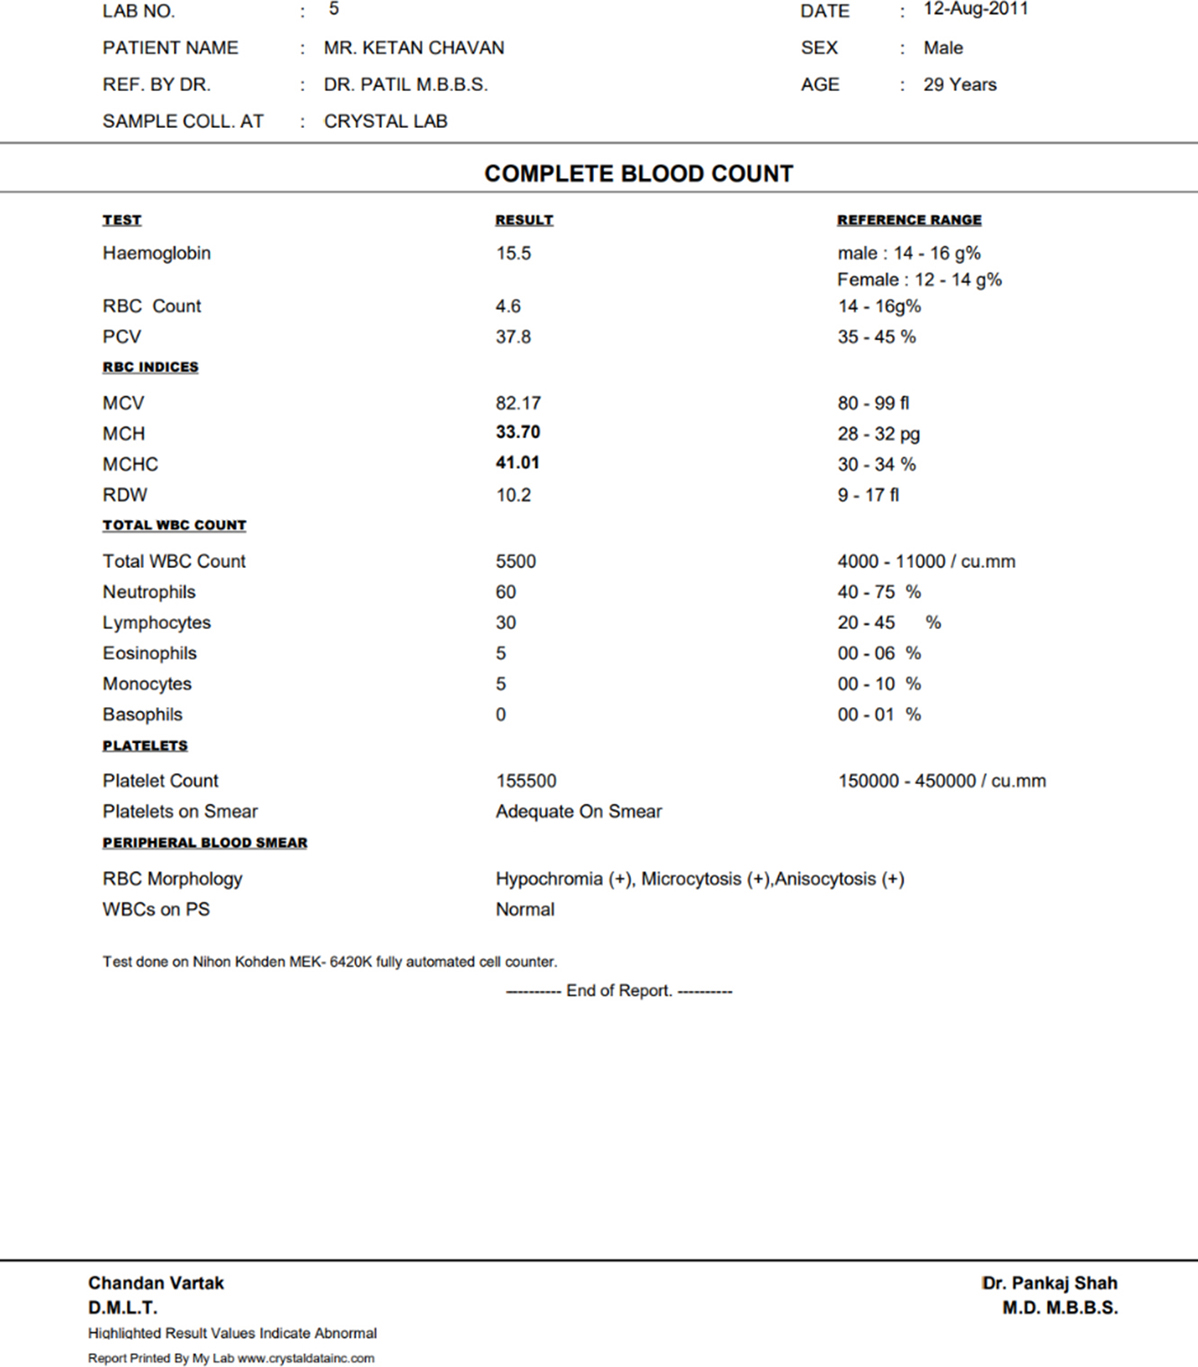 LAB NO. : 5 DATE : 12-Aug-2011
PATIENT NAME : MR. KETAN CHAVAN SEX : Male
REF. BY DR. : DR. PATIL M.B.B.S. AGE : 29 Years
SAMPLE COLL. AT : CRYSTAL LAB
COMPLETE BLOOD COUNT
TEST RESULT REFERENCE RANGE
Haemoglobin 15.5 male : 14 - 16 g%
Female : 12 - 14 g%
RBC Count 4.6 14 - 16g%
PCV 37.8 35 - 45 %
RBC INDICES
MCV 82.17 80 - 99 fl
MCH 33.70 28 - 32 pg
MCHC 41.01 30 - 34 %
RDW 10.2 9 - 17 fl
TOTAL WBC COUNT
Total WBC Count 5500 4000 - 11000 / cu.mm
Neutrophils 60 40 - 75 %
Lymphocytes 30 20 - 45 %
Eosinophils 5 00 - 06 %
Monocytes 5 00 - 10 %
Basophils 0 00 - 01 %
PLATELETS
Platelet Count 155500 150000 - 450000 / cu.mm
Platelets on Smear Adequate On Smear
PERIPHERAL BLOOD SMEAR
RBC Morphology Hypochromia (+), Microcytosis (+),Anisocytosis (+)
WBCs on PS Normal
Test done on Nihon Kohden MEK- 6420K fully automated cell counter.
---------- End of Report. ----------
Chandan Vartak Dr. Pankaj Shah
D.M.L.T. M.D. M.B.B.S.
Highlighted Result Values Indicate Abnormal
Report Printed By My Lab www.crystaldatainc.com